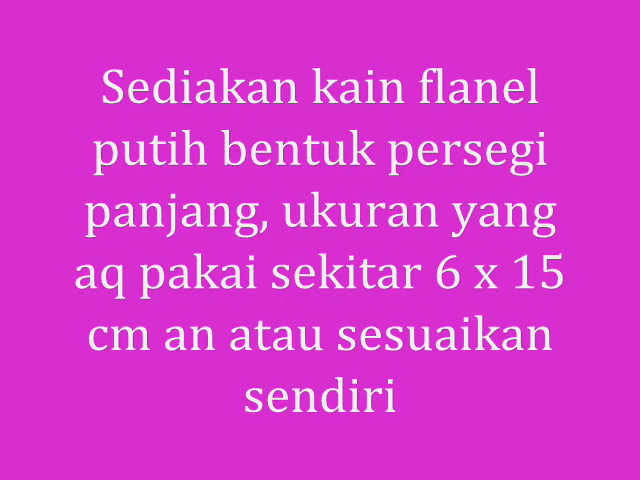 Sediakan kain flanel
putih bentuk persegi
panjang, ukuran yang
aq pakai sekitar 6 x 15
cm an atau sesuaikan
sendiri